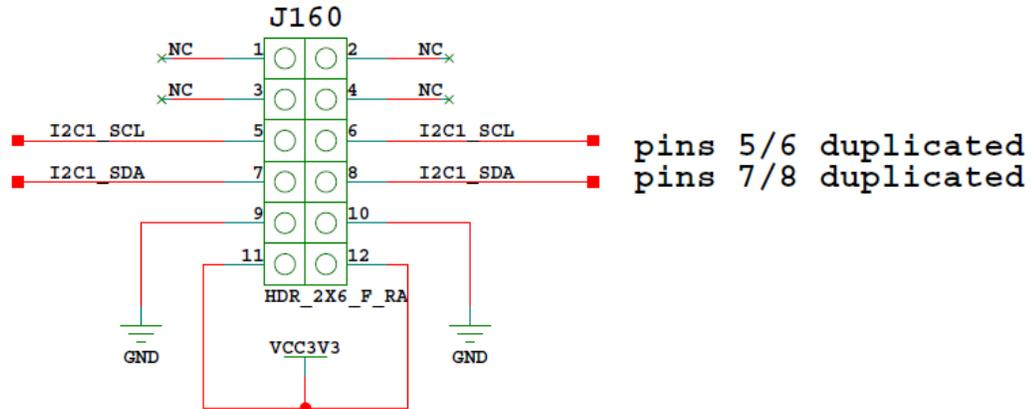 J160
NC 1 2 NC
NC 3 4 NC
I2C1_SCL 5 6 I2C1_SCL
pins 5/6 duplicated
I2C1_SDA 7 8 I2C1_SDA
pins 7/8 duplicated
9 10
11 12
HDR_2X6_F_RA
GND
VCC3V3
GND